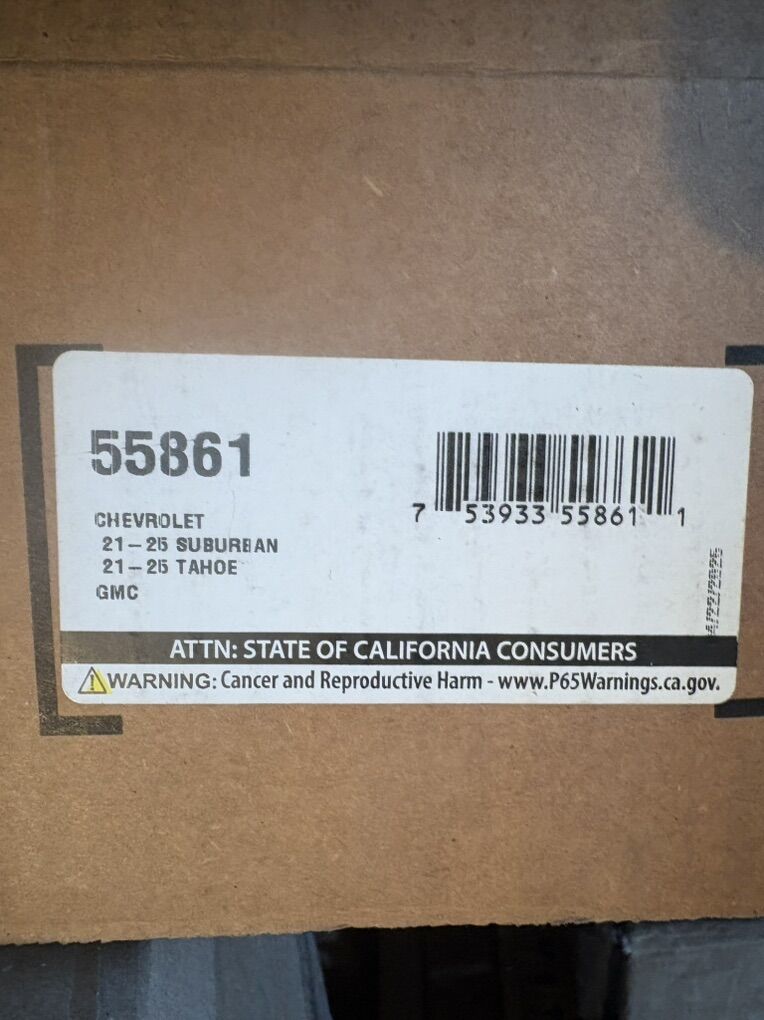 55861
CHEVROLET
21-25 SUBURBAN
21-25 TAHOE
GMC
7 53933 55861 1
ATTN: STATE OF CALIFORNIA CONSUMERS
WARNING: Cancer and Reproductive Harm - www.P65Warnings.ca.gov.